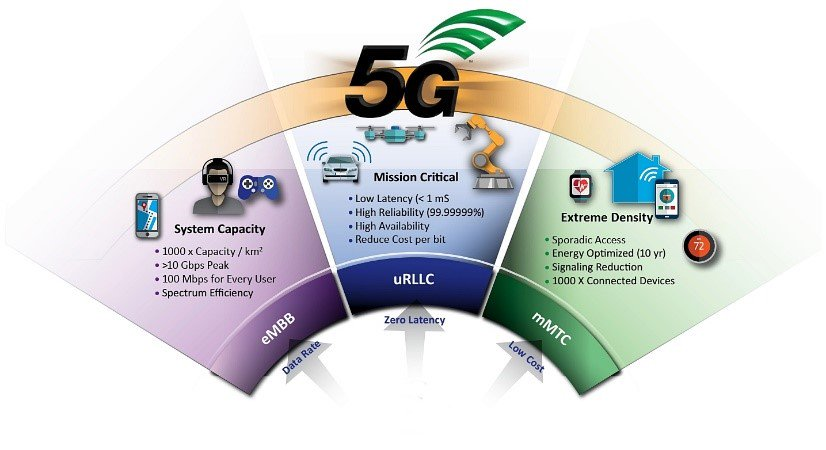 5G
TM
VR
Mission Critical
• Low Latency (< 1 mS
• High Reliability (99.99999%)
• High Availability
• Reduce Cost per bit
System Capacity
• 1000 x Capacity / km²
• >10 Gbps Peak
• 100 Mbps for Every User
• Spectrum Efficiency
Extreme Density
• Sporadic Access
• Energy Optimized (10 yr)
• Signaling Reduction
• 1000 X Connected Devices
72
eMBB
uRLLC
mMTC
Data Rate
Zero Latency
Low Cost